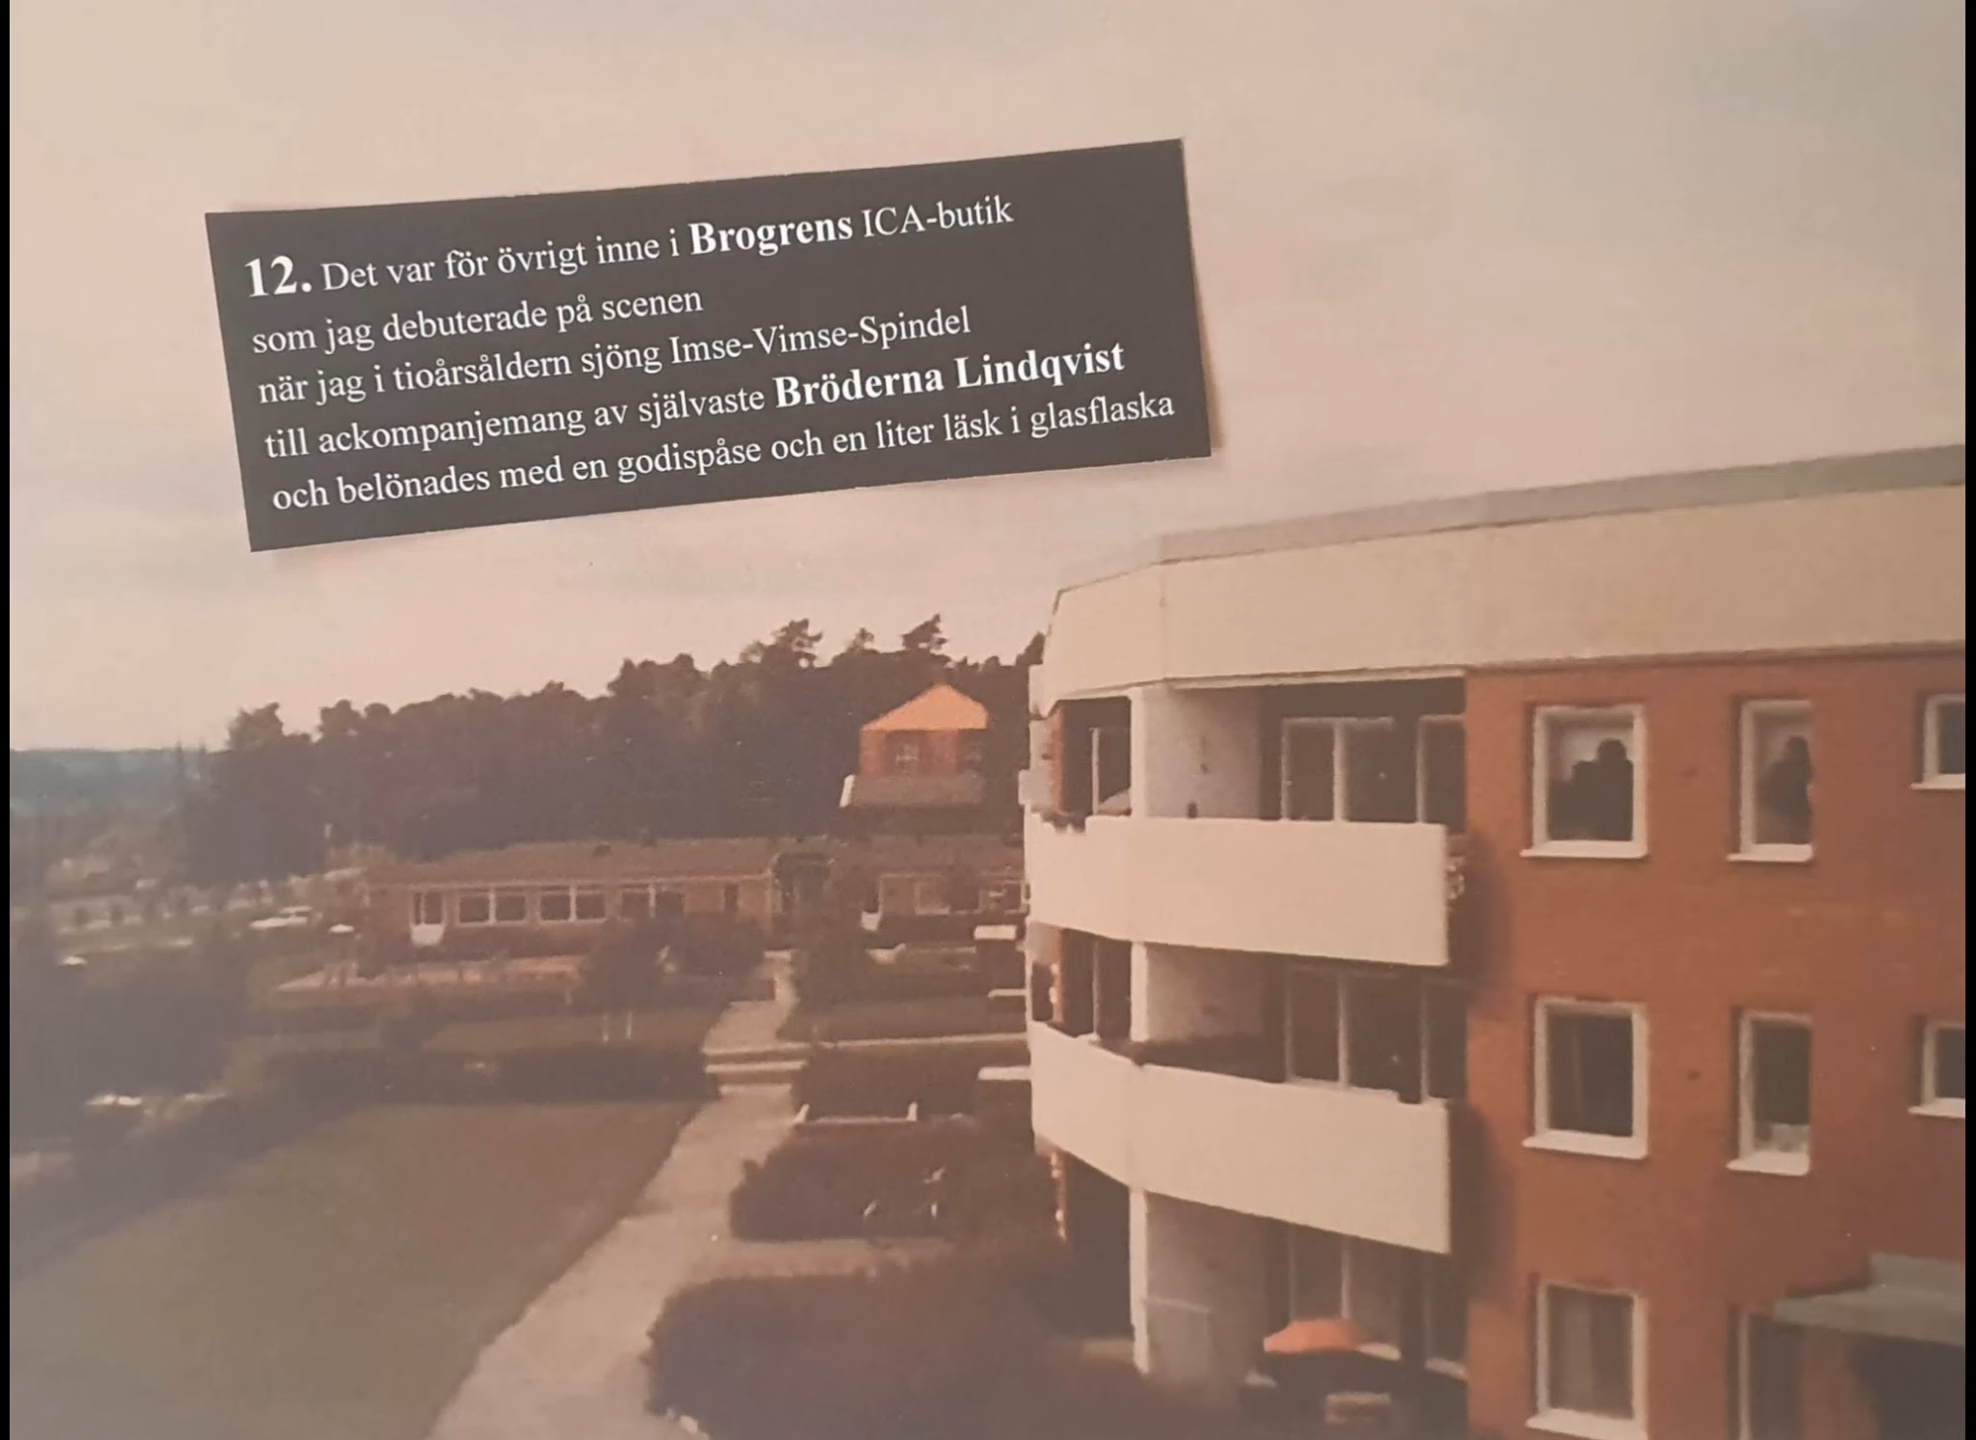 12. Det var för övrigt inne i Brogrens ICA-butik
som jag debuterade på scenen
när jag i tioårsåldern sjöng Imse-Vimse-Spindel
till ackompanjemang av självaste Bröderna Lindqvist
och belönades med en godispåse och en liter läsk i glasflaska